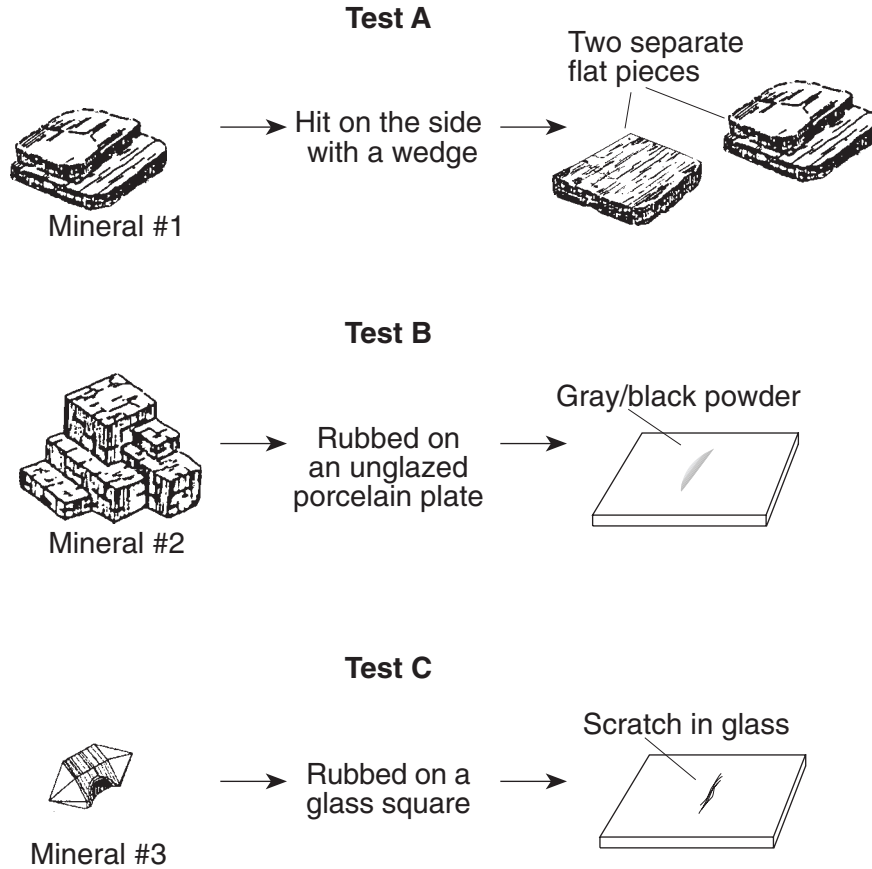 Test A
Two separate
flat pieces
Hit on the side
with a wedge
Mineral #1
Test B
Gray/black powder
Rubbed on
an unglazed
porcelain plate
Mineral #2
Test C
Scratch in glass
Rubbed on a
glass square
Mineral #3